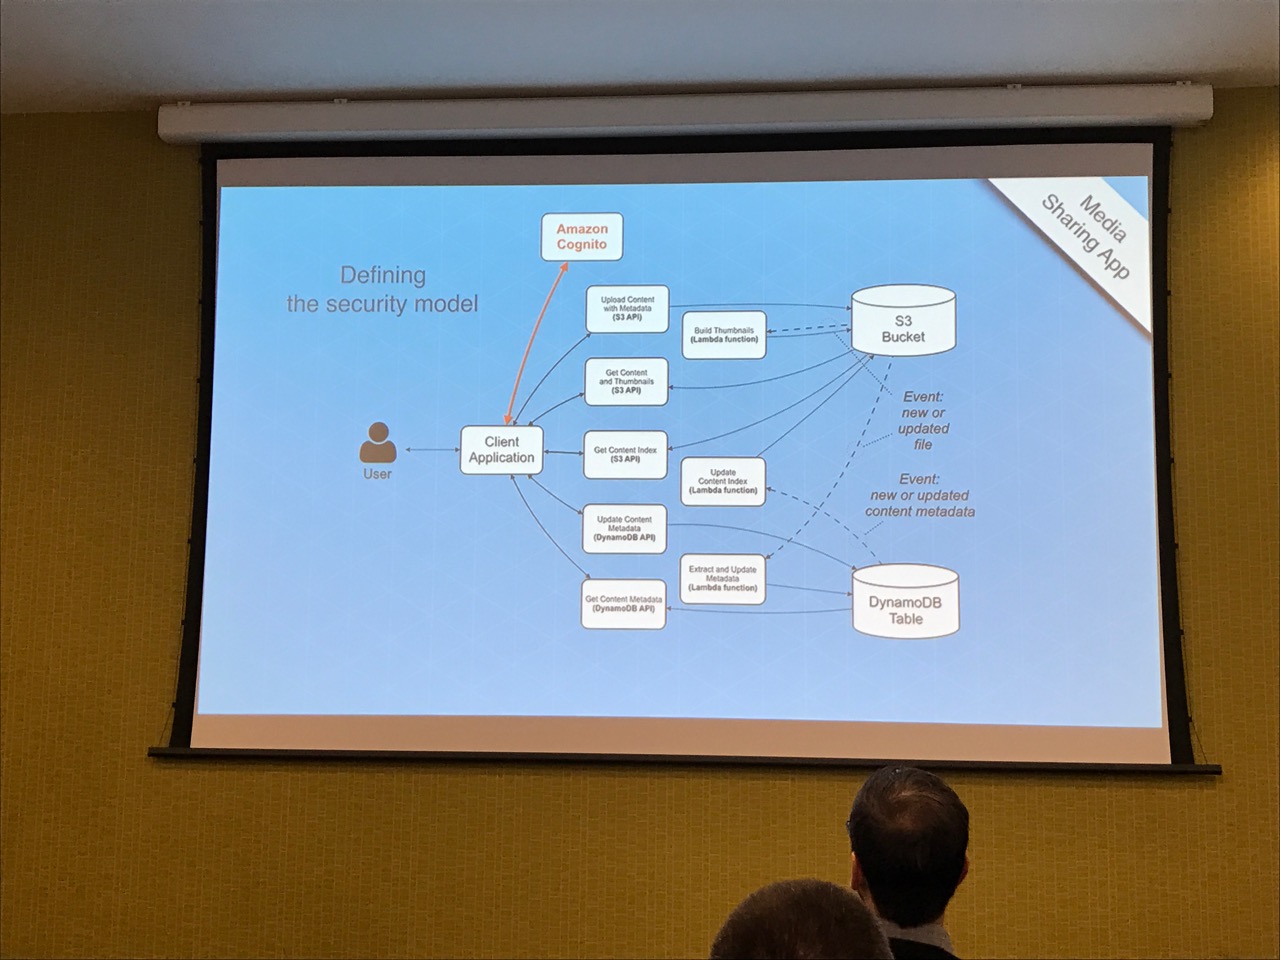 Media
Sharing App
Defining
the security model
Amazon
Cognito
Upload Content
with Metadata
(S3 API)
Build Thumbnails
(Lambda function)
S3
Bucket
Get Content
and Thumbnails
(S3 API)
Event:
new or
updated
file
User
Client
Application
Get Content Index
(S3 API)
Update
Content Index
(Lambda function)
Event:
new or updated
content metadata
Update Content
Metadata
(DynamoDB API)
Extract and Update
Metadata
(Lambda function)
Get Content Metadata
(DynamoDB API)
DynamoDB
Table